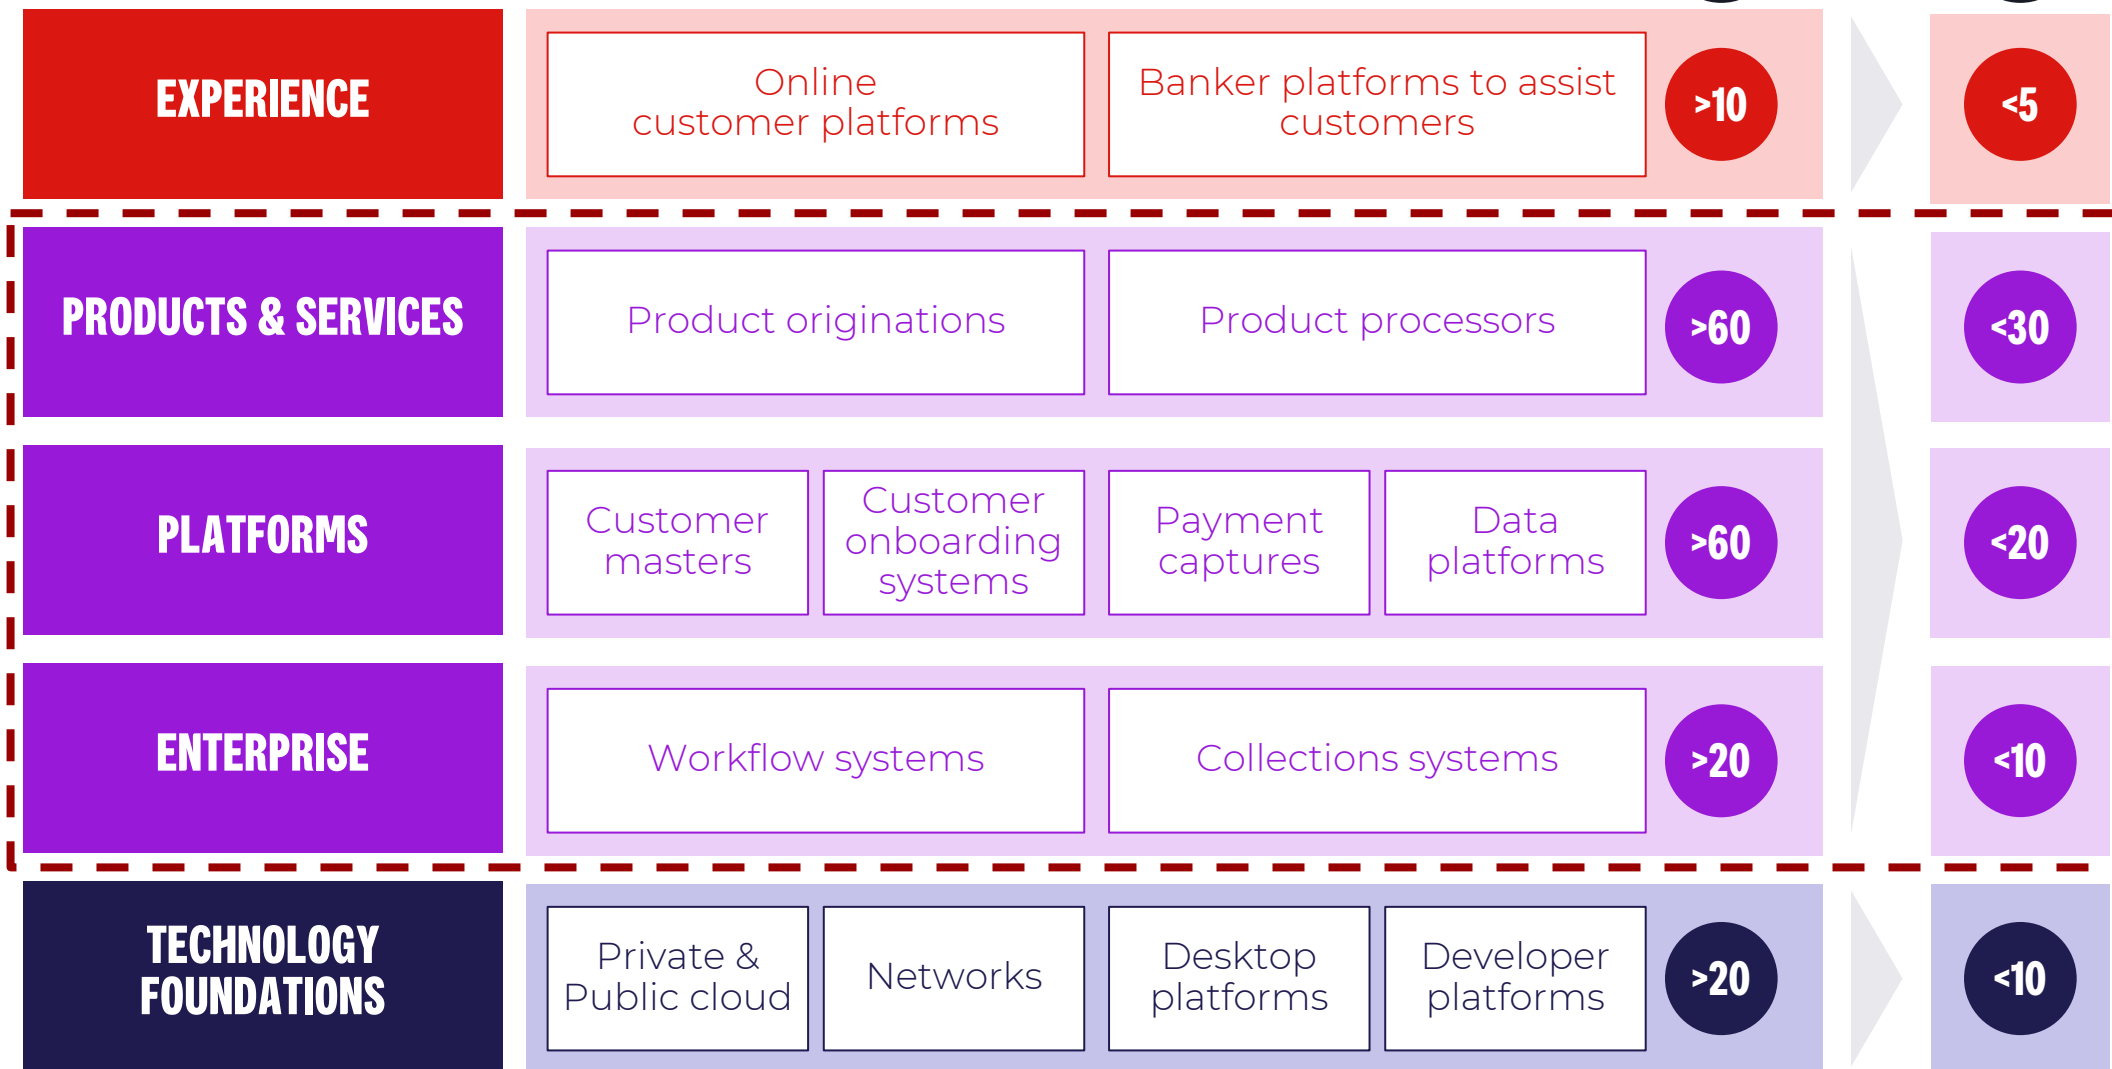 EXPERIENCE
Online
customer platforms
Banker platforms to assist
customers
>10
<5
PRODUCTS & SERVICES
Product originations
Product processors
>60
<30
PLATFORMS
Customer
masters
Customer
onboarding
systems
Payment
captures
Data
platforms
>60
<20
ENTERPRISE
Workflow systems
Collections systems
>20
<10
TECHNOLOGY
FOUNDATIONS
Private &
Public cloud
Networks
Desktop
platforms
Developer
platforms
>20
<10